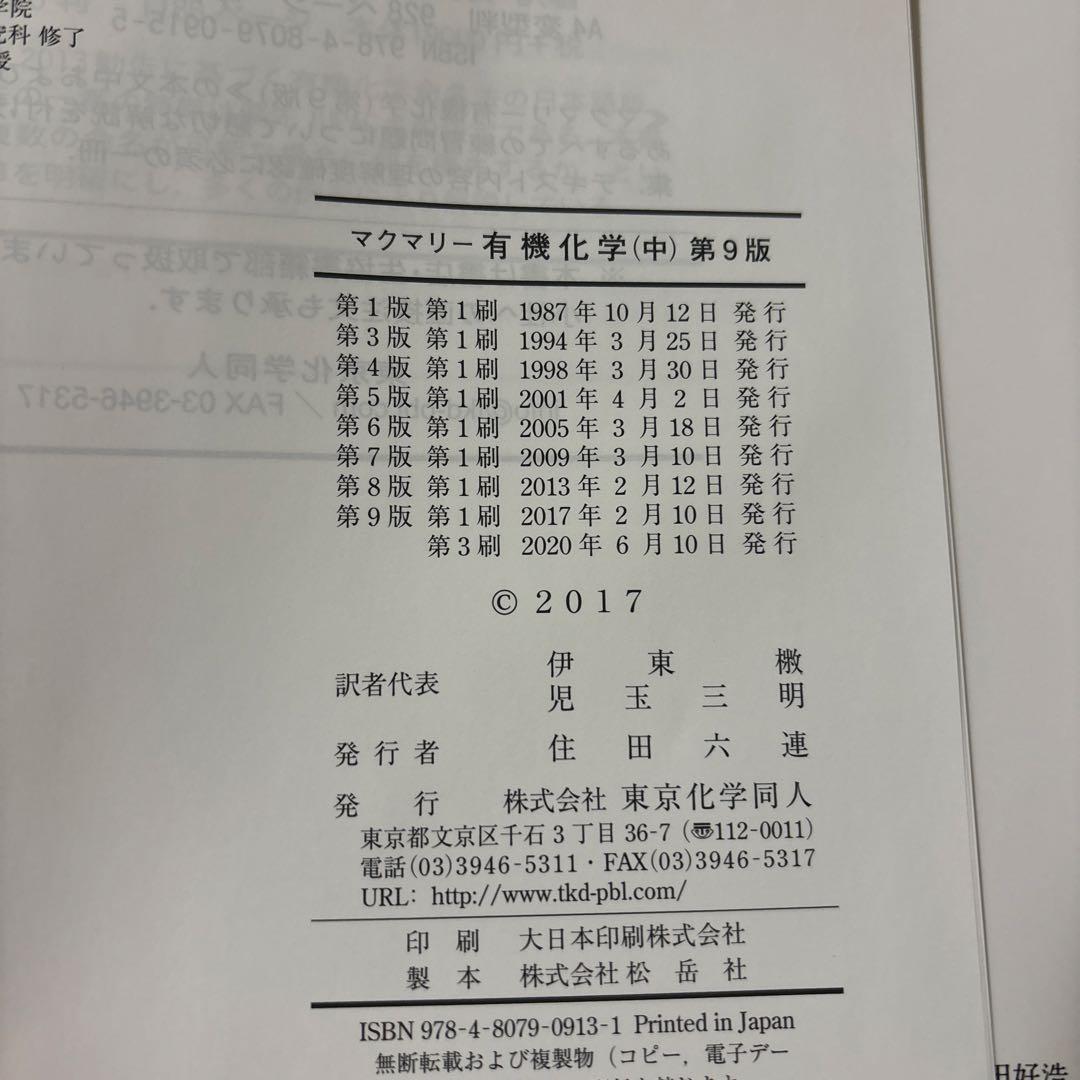 学院
究科 修了
授
マクマリー 有機化学(中) 第9版
第1版 第1刷 1987年10月12日 発行
第3版 第1刷 1994年 3月25日 発行
第4版 第1刷 1998年 3月30日 発行
第5版 第1刷 2001年 4月 2日 発行
第6版 第1刷 2005年 3月18日 発行
第7版 第1刷 2009年 3月10日 発行
第8版 第1刷 2013年 2月12日 発行
第9版 第1刷 2017年 2月10日 発行
第3刷 2020年 6月10日 発行
© 2017
訳者代表 伊東 檄
児玉三明
発行者 住田六連
発行 株式会社 東京化学同人
東京都文京区千石3丁目36-7(〠112-0011)
電話(03)3946-5311・FAX(03)3946-5317
URL: http://www.tkd-pbl.com/
印刷 大日本印刷株式会社
製本 株式会社 松岳社
ISBN 978-4-8079-0913-1 Printed in Japan
無断転載および複製物(コピー,電子デー
田好浩